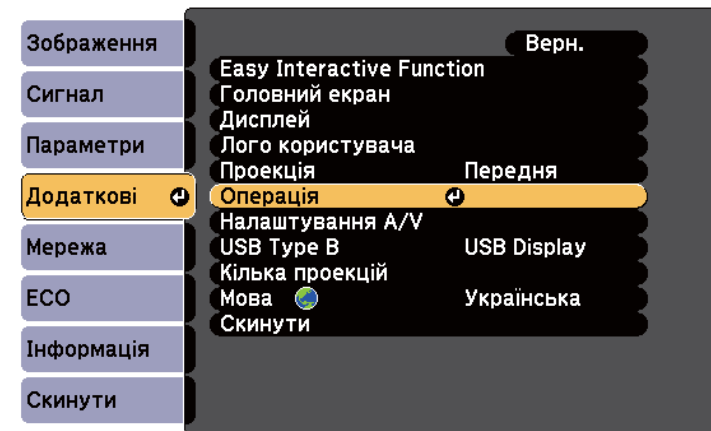 Зображення
Сигнал
Параметри
Додаткові
Мережа
ECO
Інформація
Скинути
Верн.
Easy Interactive Function
Головний екран
Дисплей
Лого користувача
Проекція Передня
Операція
Налаштування A/V
USB Type B USB Display
Кілька проекцій
Мова Українська
Скинути